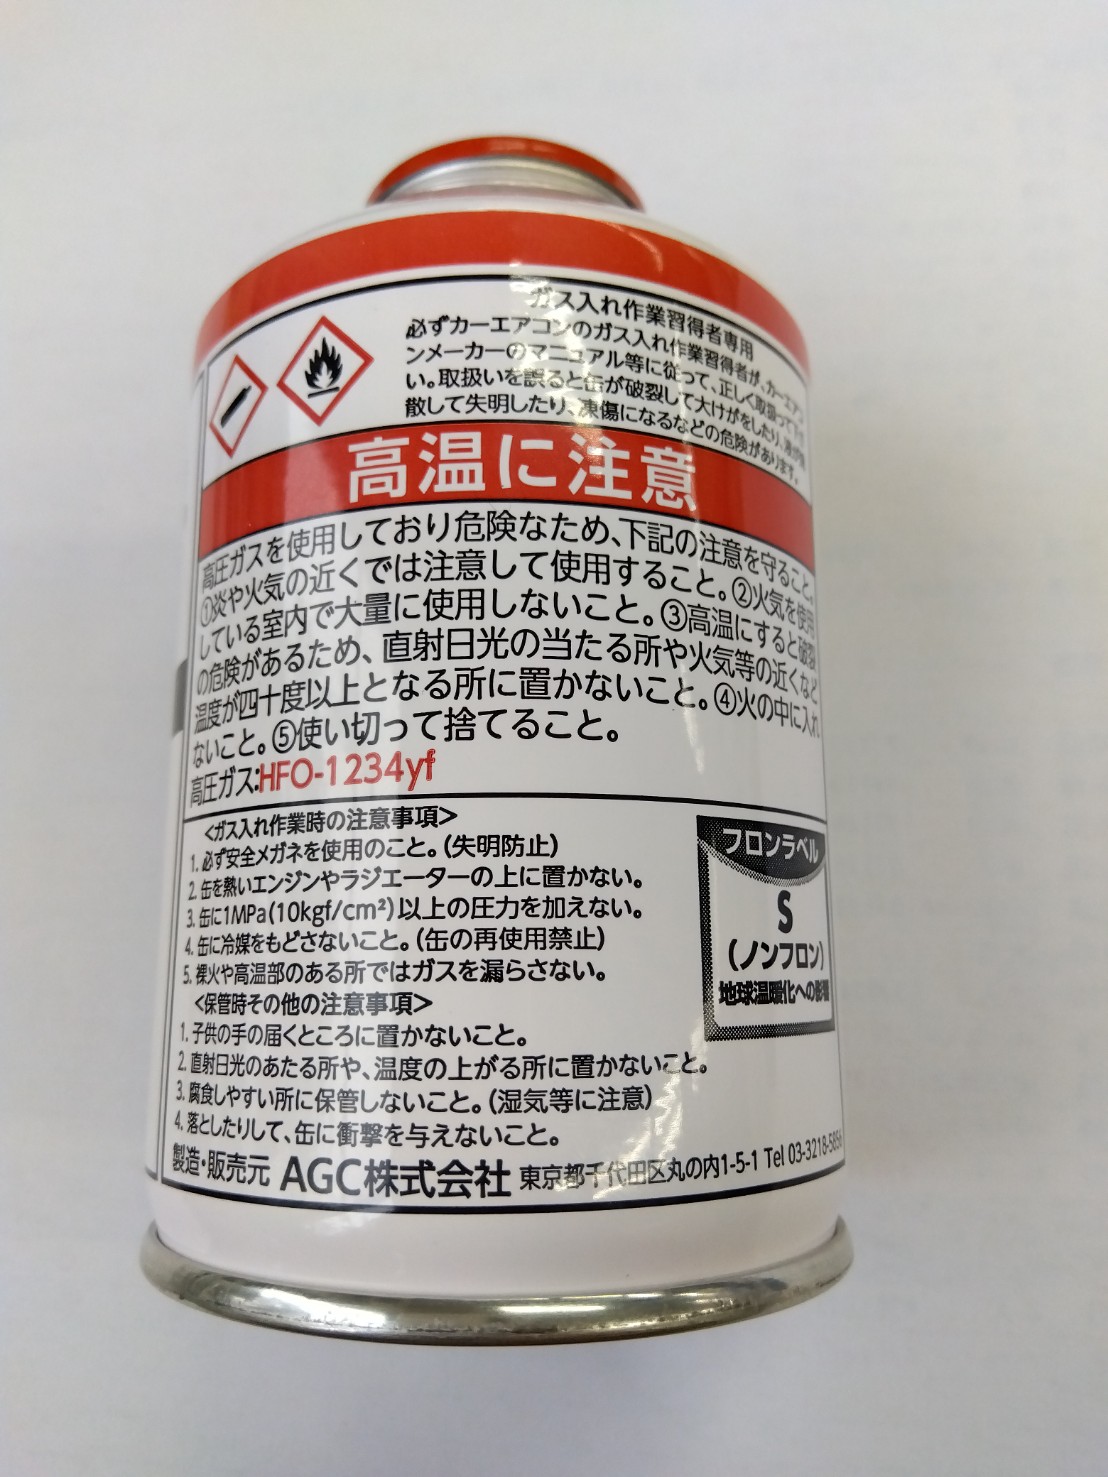 ガス入れ作業習得者専用
必ずカーエアコンのガス入れ作業習得者が、カーエアコ
ンメーカーのマニュアル等に従って、正しく取扱って下さ
い。取扱いを誤ると缶が破裂して大けがをしたり、液が飛
散して失明したり、凍傷になるなどの危険があります。
高温に注意
高圧ガスを使用しており危険なため、下記の注意を守ること。
①炎や火気の近くでは注意して使用すること。②火気を使用
している室内で大量に使用しないこと。③高温にすると破裂
の危険があるため、直射日光の当たる所や火気等の近くなど
温度が四十度以上となる所に置かないこと。④火の中に入れ
ないこと。⑤使い切って捨てること。
高圧ガス:HFO-1234yf
<ガス入れ作業時の注意事項>
1. 必ず安全メガネを使用のこと。(失明防止)
2. 缶を熱いエンジンやラジエーターの上に置かない。
3. 缶に1MPa(10kgf/cm²)以上の圧力を加えない。
4. 缶に冷媒をもどさないこと。(缶の再使用禁止)
5. 裸火や高温部のある所ではガスを漏らさない。
<保管時その他の注意事項>
1. 子供の手の届くところに置かないこと。
2. 直射日光のあたる所や、温度の上がる所に置かないこと。
3. 腐食しやすい所に保管しないこと。(湿気等に注意)
4. 落としたりして、缶に衝撃を与えないこと。
フロンラベル
S
(ノンフロン)
地球温暖化への影響
製造・販売元 AGC株式会社 東京都千代田区丸の内1-5-1 Tel 03-3218-5856